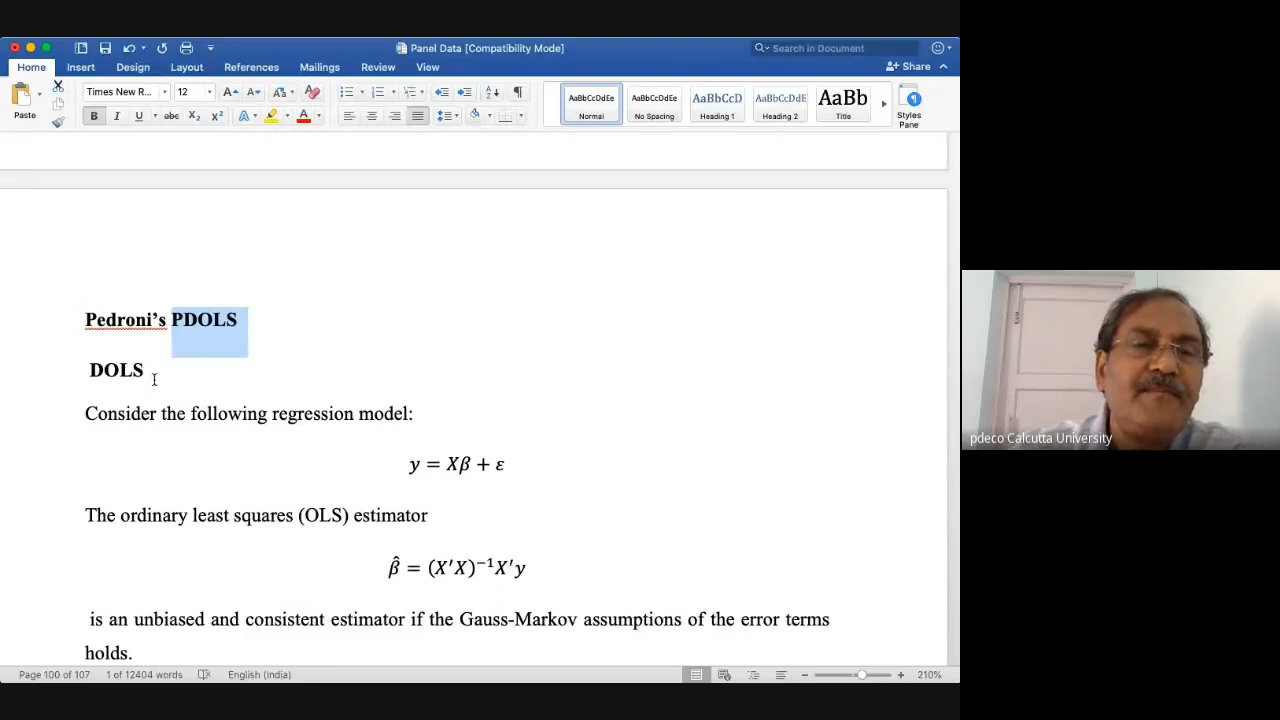 Panel Data [Compatibility Mode]
Search in Document
Home Insert Design Layout References Mailings Review View
Share
Paste
Times New R... 12
B I U abc X₂ X²
AaBbCcDdEe AaBbCcDdEe AaBbCcD AaBbCcDdE AaBb
Normal No Spacing Heading 1 Heading 2 Title
Styles
Pane
Pedroni’s PDOLS
DOLS
Consider the following regression model:
y = Xβ + ε
The ordinary least squares (OLS) estimator
β̂ = (X′X)⁻¹X′y
is an unbiased and consistent estimator if the Gauss-Markov assumptions of the error terms
holds.
pdeco Calcutta University
Page 100 of 107 1 of 12404 words English (India) 210%